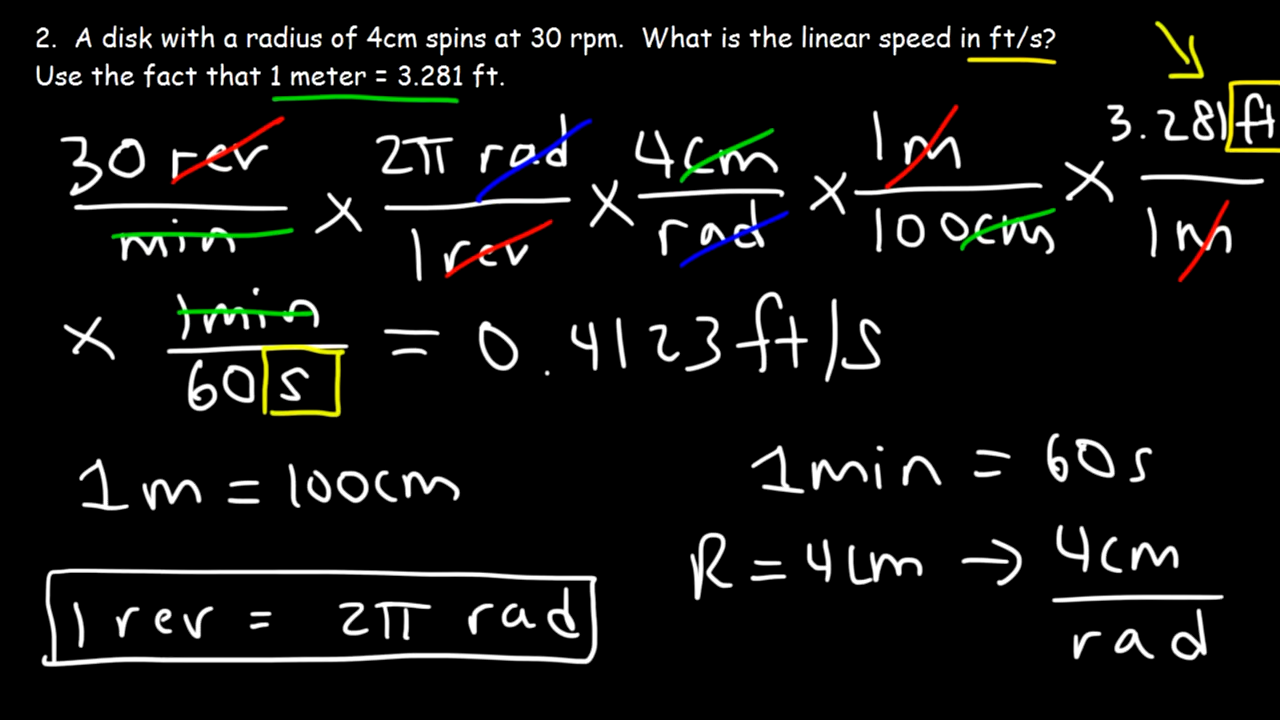 2. A disk with a radius of 4cm spins at 30 rpm. What is the linear speed in ft/s?
Use the fact that 1 meter = 3.281 ft.
30 rev / min × 2π rad / 1 rev × 4cm / rad × 1m / 100cm × 3.281 ft / 1m
× 1min / 60 s = 0.4123 ft/s
1m = 100cm
1min = 60s
R = 4cm → 4cm / rad
1 rev = 2π rad